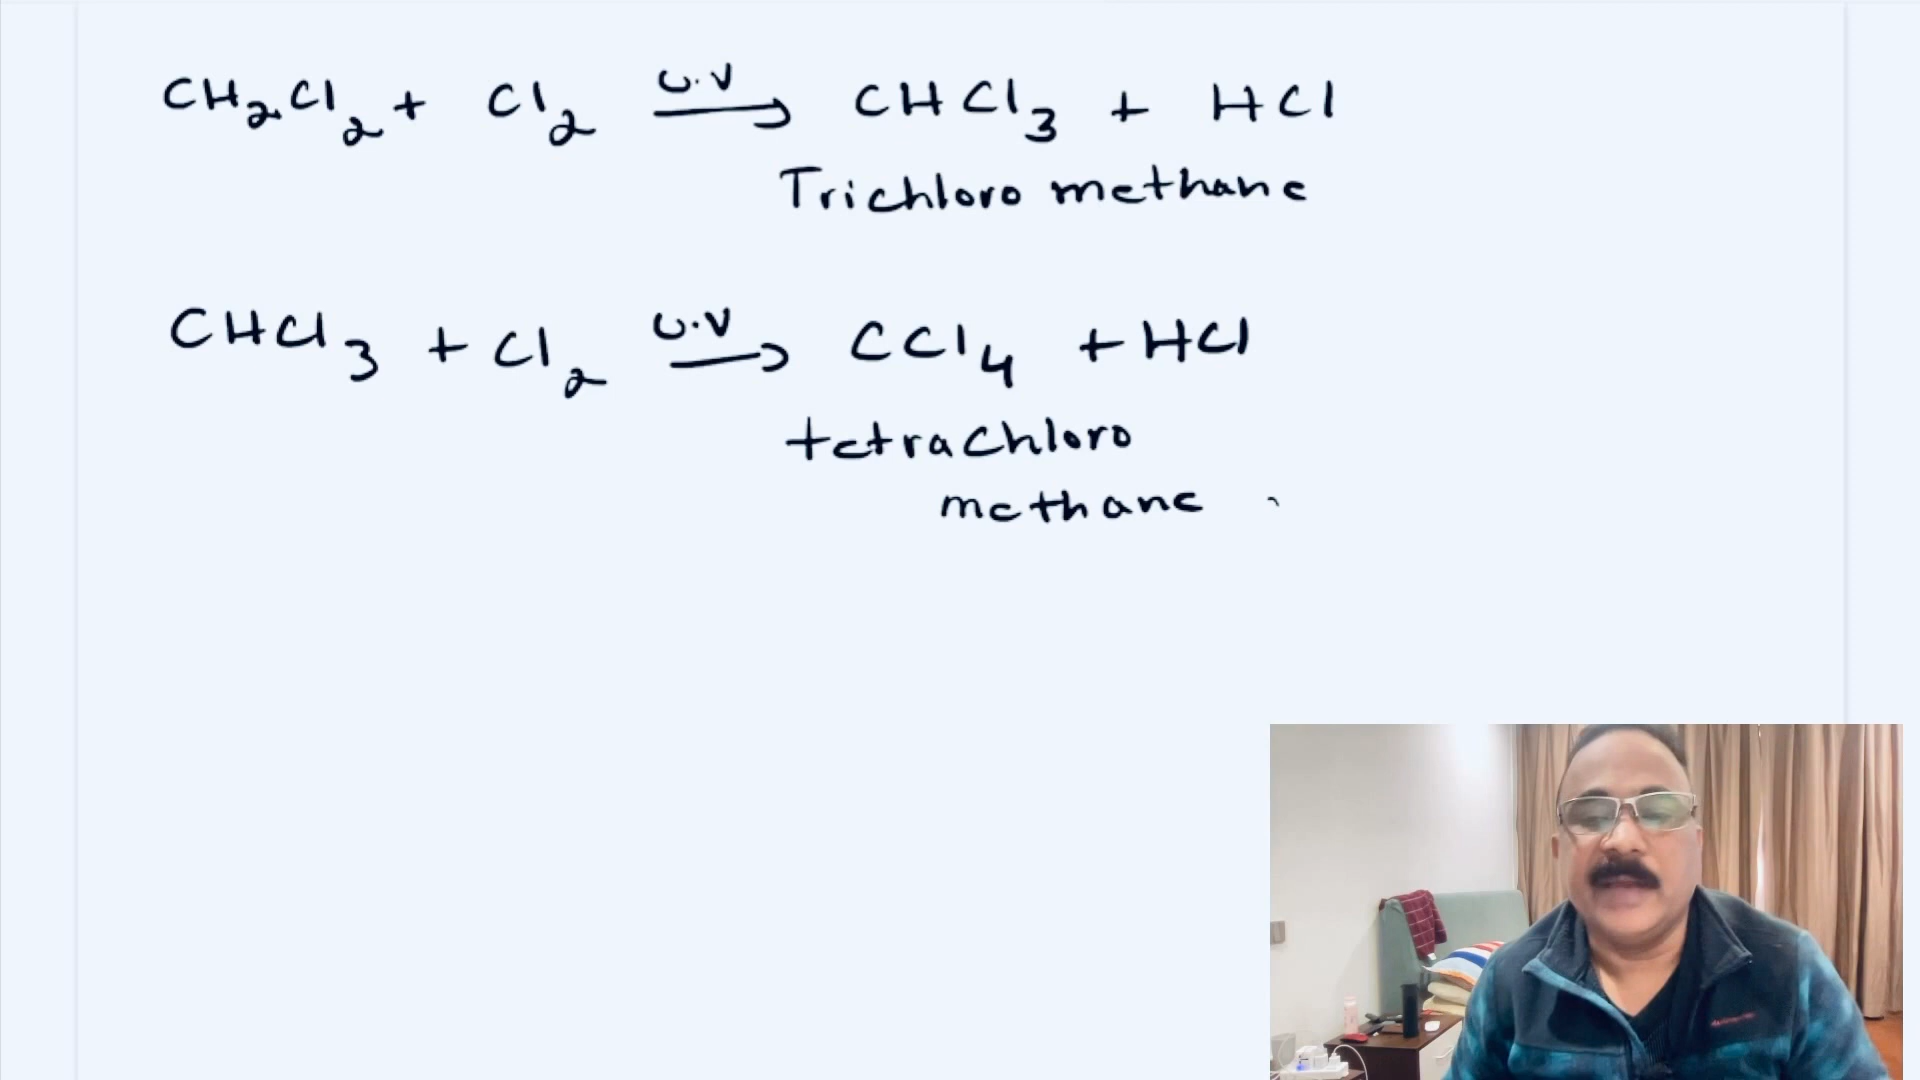 CH₂Cl₂ + Cl₂ U.V → CHCl₃ + HCl
Trichloro methane
CHCl₃ + Cl₂ U.V → CCl₄ + HCl
tetrachloro
methane